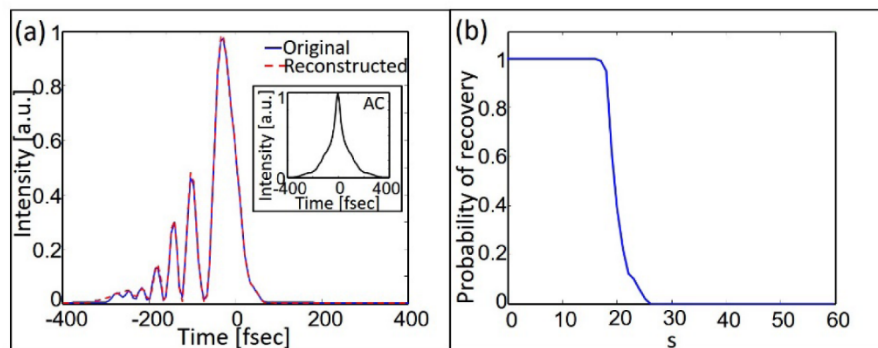 (a)
1
0.8
0.6
0.4
0.2
0
Intensity [a.u.]
-400 -200 0 200 400
Time [fsec]
Original
Reconstructed
AC
1
0
Intensity [a.u.]
-400 0 400
Time [fsec]
(b)
1
0.8
0.6
0.4
0.2
0
Probability of recovery
0 10 20 30 40 50 60
s